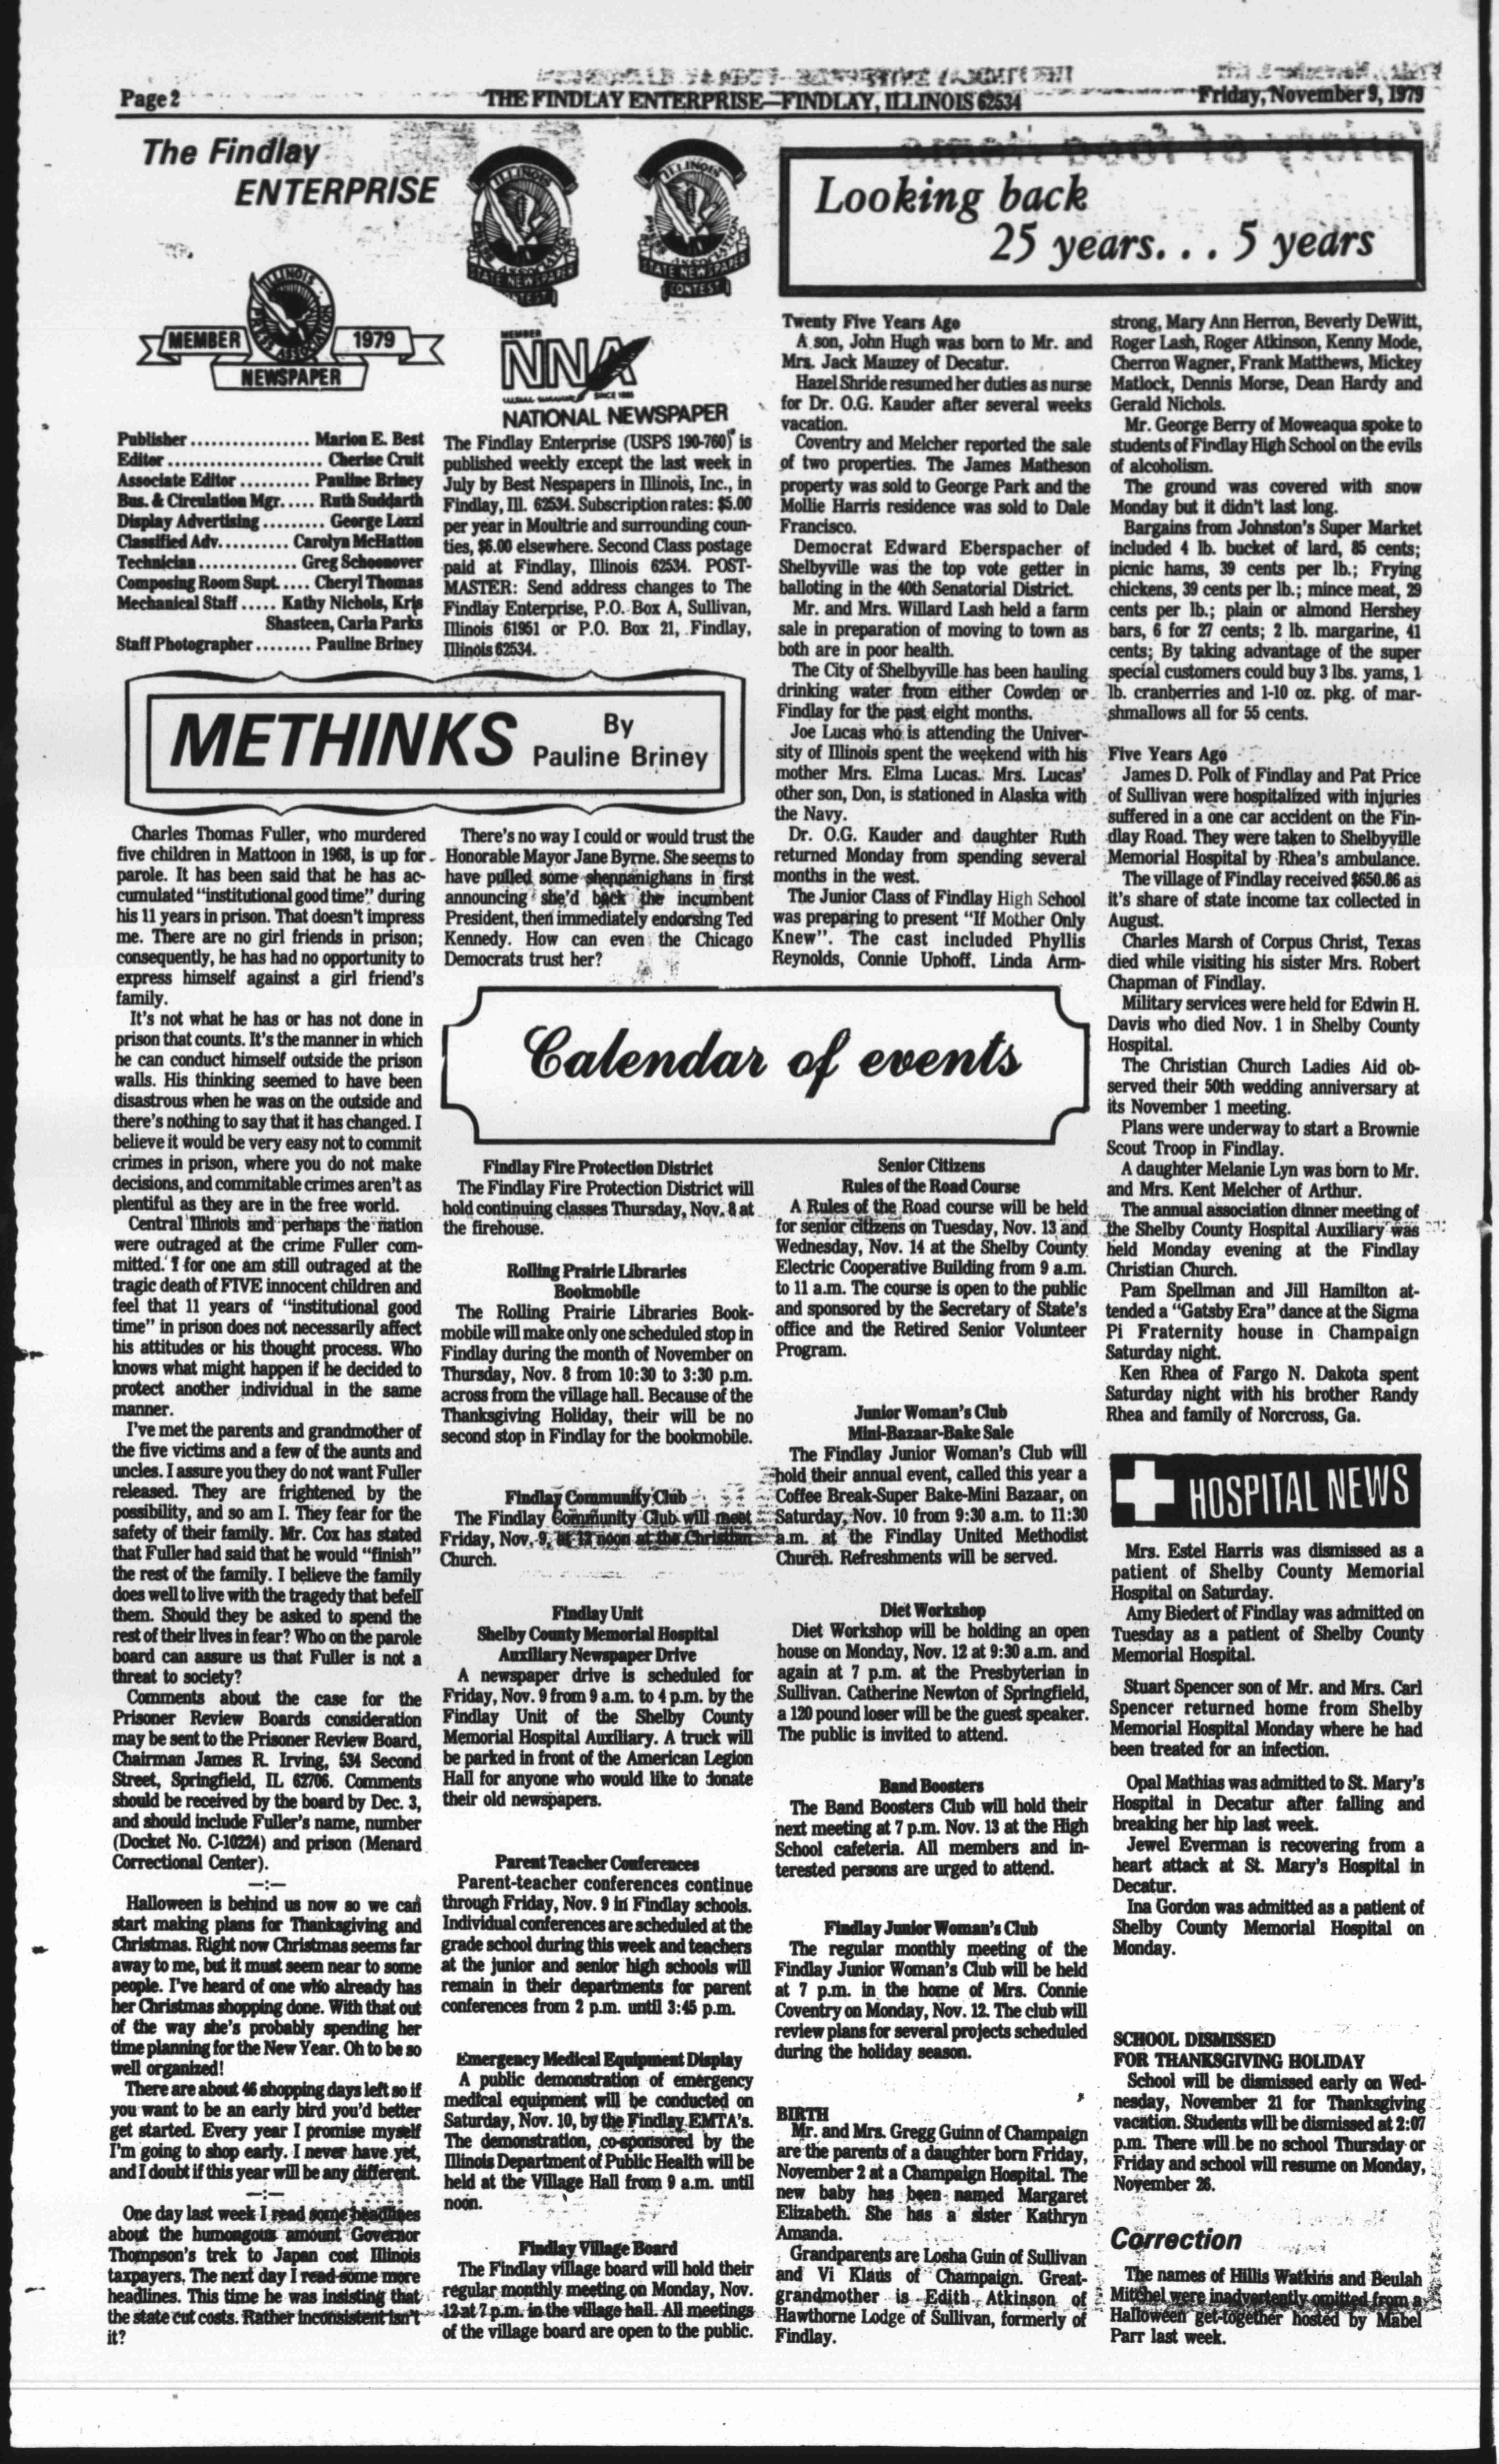 Page 2
THE FINDLAY ENTERPRISE—FINDLAY, ILLINOIS 62534
Friday, November 9, 1979
The Findlay
ENTERPRISE
ILLINOIS
PRESS ASSOCIATION
STATE NEWSPAPER
CONTEST
ILLINOIS
PRESS ASSOCIATION
STATE NEWSPAPER
CONTEST
ILLINOIS
PRESS ASSOCIATION
MEMBER 1979
NEWSPAPER
MEMBER
NNA
SINCE 1885
NATIONAL NEWSPAPER
Publisher ................. Marion E. Best
Editor ...................... Cherise Cruit
Associate Editor .......... Pauline Briney
Bus. & Circulation Mgr. .... Ruth Suddarth
Display Advertising ......... George Lozzi
Classified Adv. ......... Carolyn McHatton
Technician .............. Greg Schoonover
Composing Room Supt. .... Cheryl Thomas
Mechanical Staff ..... Kathy Nichols, Kris
Shasteen, Carla Parks
Staff Photographer ........ Pauline Briney
The Findlay Enterprise (USPS 190-760) is
published weekly except the last week in
July by Best Nespapers in Illinois, Inc., in
Findlay, Ill. 62534. Subscription rates: $5.00
per year in Moultrie and surrounding coun-
ties, $6.00 elsewhere. Second Class postage
paid at Findlay, Illinois 62534. POST-
MASTER: Send address changes to The
Findlay Enterprise, P.O. Box A, Sullivan,
Illinois 61951 or P.O. Box 21, Findlay,
Illinois 62534.
METHINKS
By
Pauline Briney
Charles Thomas Fuller, who murdered
five children in Mattoon in 1968, is up for
parole. It has been said that he has ac-
cumulated "institutional good time" during
his 11 years in prison. That doesn't impress
me. There are no girl friends in prison;
consequently, he has had no opportunity to
express himself against a girl friend's
family.
It's not what he has or has not done in
prison that counts. It's the manner in which
he can conduct himself outside the prison
walls. His thinking seemed to have been
disastrous when he was on the outside and
there's nothing to say that it has changed. I
believe it would be very easy not to commit
crimes in prison, where you do not make
decisions, and commitable crimes aren't as
plentiful as they are in the free world.
Central Illinois and perhaps the nation
were outraged at the crime Fuller com-
mitted. I for one am still outraged at the
tragic death of FIVE innocent children and
feel that 11 years of "institutional good
time" in prison does not necessarily affect
his attitudes or his thought process. Who
knows what might happen if he decided to
protect another individual in the same
manner.
I've met the parents and grandmother of
the five victims and a few of the aunts and
uncles. I assure you they do not want Fuller
released. They are frightened by the
possibility, and so am I. They fear for the
safety of their family. Mr. Cox has stated
that Fuller had said that he would "finish"
the rest of the family. I believe the family
does well to live with the tragedy that befell
them. Should they be asked to spend the
rest of their lives in fear? Who on the parole
board can assure us that Fuller is not a
threat to society?
Comments about the case for the
Prisoner Review Boards consideration
may be sent to the Prisoner Review Board,
Chairman James R. Irving, 534 Second
Street, Springfield, IL 62706. Comments
should be received by the board by Dec. 3,
and should include Fuller's name, number
(Docket No. C-10224) and prison (Menard
Correctional Center).
—:—
Halloween is behind us now so we can
start making plans for Thanksgiving and
Christmas. Right now Christmas seems far
away to me, but it must seem near to some
people. I've heard of one who already has
her Christmas shopping done. With that out
of the way she's probably spending her
time planning for the New Year. Oh to be so
well organized!
There are about 46 shopping days left so if
you want to be an early bird you'd better
get started. Every year I promise myself
I'm going to shop early. I never have yet,
and I doubt if this year will be any different.
—:—
One day last week I read some headlines
about the humongous amount Governor
Thompson's trek to Japan cost Illinois
taxpayers, The next day I read some more
headlines. This time he was insisting that
the state cut costs. Rather inconsistent isn't
it?
There's no way I could or would trust the
Honorable Mayor Jane Byrne. She seems to
have pulled some shennanighans in first
announcing she'd back the incumbent
President, then immediately endorsing Ted
Kennedy. How can even the Chicago
Democrats trust her?
Calendar of events
Findlay Fire Protection District
The Findlay Fire Protection District will
hold continuing classes Thursday, Nov. 8 at
the firehouse.
Rolling Prairie Libraries
Bookmobile
The Rolling Prairie Libraries Book-
mobile will make only one scheduled stop in
Findlay during the month of November on
Thursday, Nov. 8 from 10:30 to 3:30 p.m.
across from the village hall. Because of the
Thanksgiving Holiday, their will be no
second stop in Findlay for the bookmobile.
Findlay Community Club
The Findlay Community Club will meet
Friday, Nov. 9, at 12 noon at the Christian
Church.
Findlay Unit
Shelby County Memorial Hospital
Auxiliary Newspaper Drive
A newspaper drive is scheduled for
Friday, Nov. 9 from 9 a.m. to 4 p.m. by the
Findlay Unit of the Shelby County
Memorial Hospital Auxiliary. A truck will
be parked in front of the American Legion
Hall for anyone who would like to donate
their old newspapers.
Parent Teacher Conferences
Parent-teacher conferences continue
through Friday, Nov. 9 in Findlay schools.
Individual conferences are scheduled at the
grade school during this week and teachers
at the junior and senior high schools will
remain in their departments for parent
conferences from 2 p.m. until 3:45 p.m.
Emergency Medical Equipment Display
A public demonstration of emergency
medical equipment will be conducted on
Saturday, Nov. 10, by the Findlay EMTA's.
The demonstration, co-sponsored by the
Illinois Department of Public Health will be
held at the Village Hall from 9 a.m. until
noon.
Findlay Village Board
The Findlay village board will hold their
regular monthly meeting on Monday, Nov.
12 at 7 p.m. in the village hall. All meetings
of the village board are open to the public.
Senior Citizens
Rules of the Road Course
A Rules of the Road course will be held
for senior citizens on Tuesday, Nov. 13 and
Wednesday, Nov. 14 at the Shelby County
Electric Cooperative Building from 9 a.m.
to 11 a.m. The course is open to the public
and sponsored by the Secretary of State's
office and the Retired Senior Volunteer
Program.
Junior Woman's Club
Mini-Bazaar-Bake Sale
The Findlay Junior Woman's Club will
hold their annual event, called this year a
Coffee Break-Super Bake-Mini Bazaar, on
Saturday, Nov. 10 from 9:30 a.m. to 11:30
a.m. at the Findlay United Methodist
Church. Refreshments will be served.
Diet Workshop
Diet Workshop will be holding an open
house on Monday, Nov. 12 at 9:30 a.m. and
again at 7 p.m. at the Presbyterian in
Sullivan. Catherine Newton of Springfield,
a 120 pound loser will be the guest speaker.
The public is invited to attend.
Band Boosters
The Band Boosters Club will hold their
next meeting at 7 p.m. Nov. 13 at the High
School cafeteria. All members and in-
terested persons are urged to attend.
Findlay Junior Woman's Club
The regular monthly meeting of the
Findlay Junior Woman's Club will be held
at 7 p.m. in the home of Mrs. Connie
Coventry on Monday, Nov. 12. The club will
review plans for several projects scheduled
during the holiday season.
BIRTH
Mr. and Mrs. Gregg Guinn of Champaign
are the parents of a daughter born Friday,
November 2 at a Champaign Hospital. The
new baby has been named Margaret
Elizabeth. She has a sister Kathryn
Amanda.
Grandparents are Losha Guin of Sullivan
and Vi Klaus of Champaign. Great-
grandmother is Edith Atkinson of
Hawthorne Lodge of Sullivan, formerly of
Findlay.
Looking back
25 years. . . 5 years
Twenty Five Years Ago
A son, John Hugh was born to Mr. and
Mrs. Jack Mauzey of Decatur.
Hazel Shride resumed her duties as nurse
for Dr. O.G. Kauder after several weeks
vacation.
Coventry and Melcher reported the sale
of two properties. The James Matheson
property was sold to George Park and the
Mollie Harris residence was sold to Dale
Francisco.
Democrat Edward Eberspacher of
Shelbyville was the top vote getter in
balloting in the 40th Senatorial District.
Mr. and Mrs. Willard Lash held a farm
sale in preparation of moving to town as
both are in poor health.
The City of Shelbyville has been hauling
drinking water from either Cowden or
Findlay for the past eight months.
Joe Lucas who is attending the Univer-
sity of Illinois spent the weekend with his
mother Mrs. Elma Lucas. Mrs. Lucas'
other son, Don, is stationed in Alaska with
the Navy.
Dr. O.G. Kauder and daughter Ruth
returned Monday from spending several
months in the west.
The Junior Class of Findlay High School
was preparing to present "If Mother Only
Knew". The cast included Phyllis
Reynolds, Connie Uphoff, Linda Arm-
strong, Mary Ann Herron, Beverly DeWitt,
Roger Lash, Roger Atkinson, Kenny Mode,
Cherron Wagner, Frank Matthews, Mickey
Matlock, Dennis Morse, Dean Hardy and
Gerald Nichols.
Mr. George Berry of Moweaqua spoke to
students of Findlay High School on the evils
of alcoholism.
The ground was covered with snow
Monday but it didn't last long.
Bargains from Johnston's Super Market
included 4 lb. bucket of lard, 85 cents;
picnic hams, 39 cents per lb.; Frying
chickens, 39 cents per lb.; mince meat, 29
cents per lb.; plain or almond Hershey
bars, 6 for 27 cents; 2 lb. margarine, 41
cents; By taking advantage of the super
special customers could buy 3 lbs. yams, 1
lb. cranberries and 1-10 oz. pkg. of mar-
shmallows all for 55 cents.
Five Years Ago
James D. Polk of Findlay and Pat Price
of Sullivan were hospitalized with injuries
suffered in a one car accident on the Fin-
dlay Road. They were taken to Shelbyville
Memorial Hospital by Rhea's ambulance.
The village of Findlay received $650.86 as
it's share of state income tax collected in
August.
Charles Marsh of Corpus Christ, Texas
died while visiting his sister Mrs. Robert
Chapman of Findlay.
Military services were held for Edwin H.
Davis who died Nov. 1 in Shelby County
Hospital.
The Christian Church Ladies Aid ob-
served their 50th wedding anniversary at
its November 1 meeting.
Plans were underway to start a Brownie
Scout Troop in Findlay.
A daughter Melanie Lyn was born to Mr.
and Mrs. Kent Melcher of Arthur.
The annual association dinner meeting of
the Shelby County Hospital Auxiliary was
held Monday evening at the Findlay
Christian Church.
Pam Spellman and Jill Hamilton at-
tended a "Gatsby Era" dance at the Sigma
Pi Fraternity house in Champaign
Saturday night.
Ken Rhea of Fargo N. Dakota spent
Saturday night with his brother Randy
Rhea and family of Norcross, Ga.
HOSPITAL NEWS
Mrs. Estel Harris was dismissed as a
patient of Shelby County Memorial
Hospital on Saturday.
Amy Biedert of Findlay was admitted on
Tuesday as a patient of Shelby County
Memorial Hospital.
Stuart Spencer son of Mr. and Mrs. Carl
Spencer returned home from Shelby
Memorial Hospital Monday where he had
been treated for an infection.
Opal Mathias was admitted to St. Mary's
Hospital in Decatur after falling and
breaking her hip last week.
Jewel Everman is recovering from a
heart attack at St. Mary's Hospital in
Decatur.
Ina Gordon was admitted as a patient of
Shelby County Memorial Hospital on
Monday.
SCHOOL DISMISSED
FOR THANKSGIVING HOLIDAY
School will be dismissed early on Wed-
nesday, November 21 for Thanksgiving
vacation. Students will be dismissed at 2:07
p.m. There will be no school Thursday or
Friday and school will resume on Monday,
November 26.
Correction
The names of Hillis Watkins and Beulah
Mitchel were inadvertently omitted from a
Halloween get-together hosted by Mabel
Parr last week.